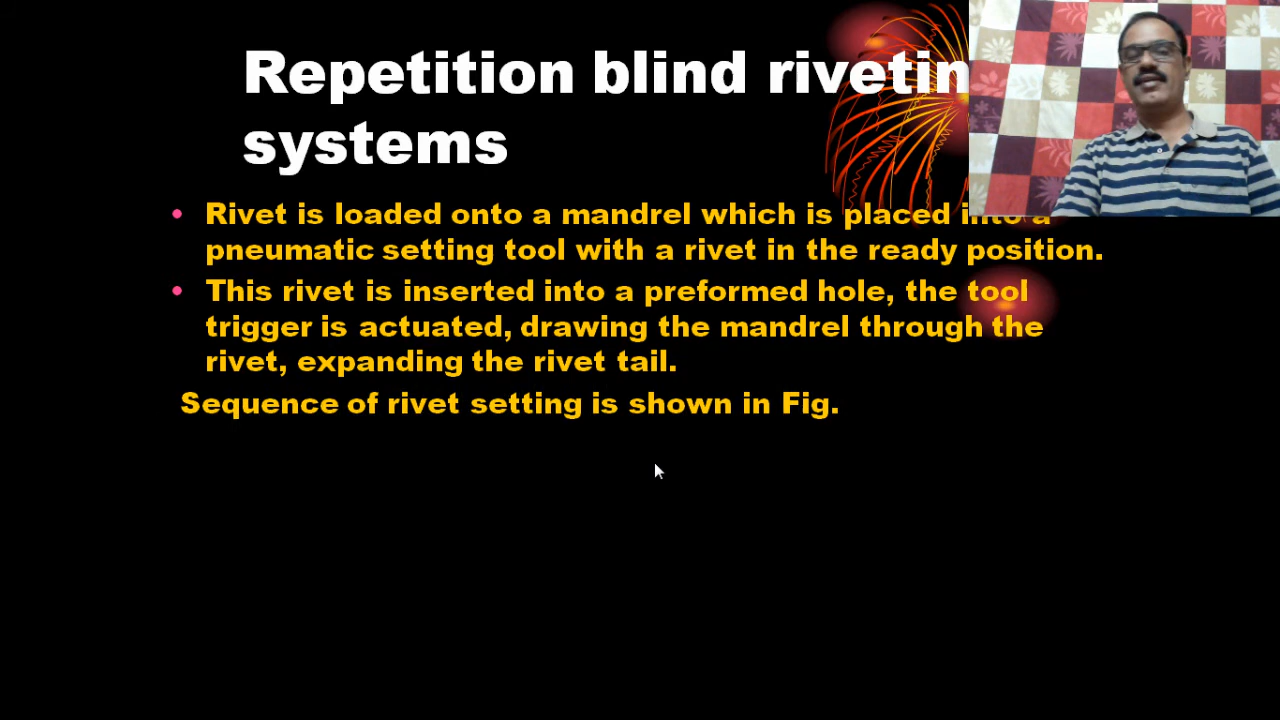 Repetition blind rivetin
systems
• Rivet is loaded onto a mandrel which is placed into a
pneumatic setting tool with a rivet in the ready position.
• This rivet is inserted into a preformed hole, the tool
trigger is actuated, drawing the mandrel through the
rivet, expanding the rivet tail.
Sequence of rivet setting is shown in Fig.